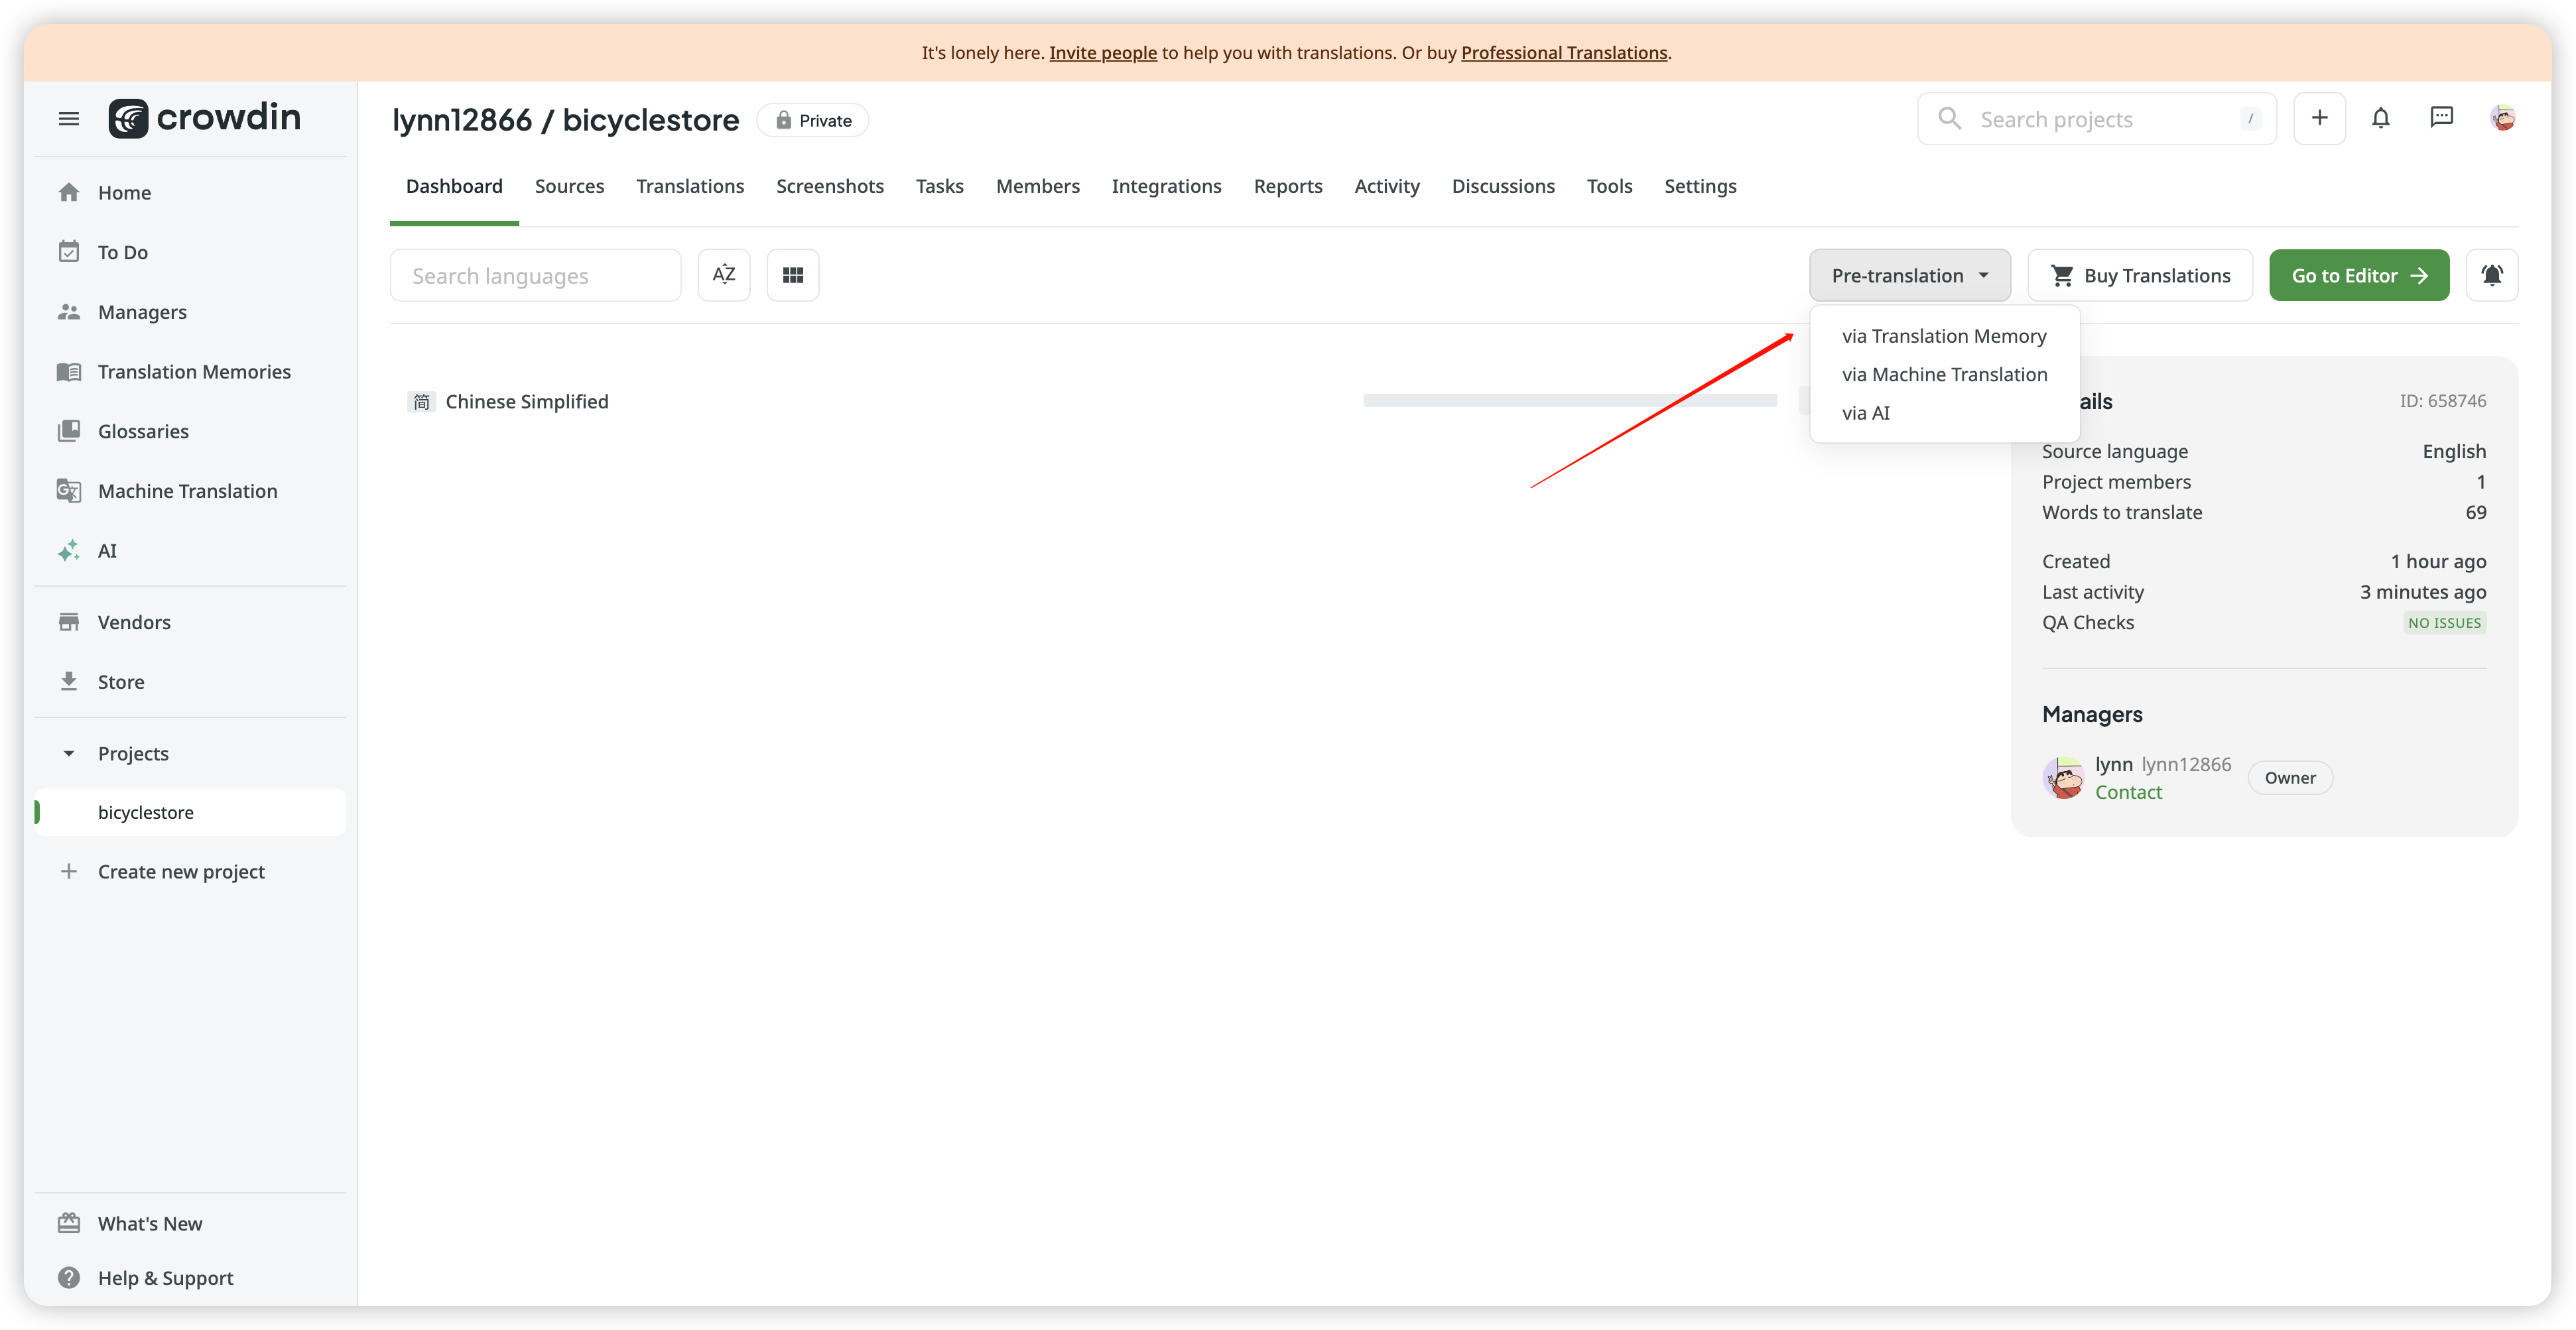 It's lonely here. Invite people to help you with translations. Or buy Professional Translations.
crowdin
lynn12866 / bicyclestore
Private
Search projects
/
Home
To Do
Managers
Translation Memories
Glossaries
Machine Translation
AI
Vendors
Store
Projects
bicyclestore
Create new project
What's New
Help & Support
Dashboard
Sources
Translations
Screenshots
Tasks
Members
Integrations
Reports
Activity
Discussions
Tools
Settings
Search languages
AZ
Pre-translation
Buy Translations
Go to Editor
via Translation Memory
via Machine Translation
via AI
简 Chinese Simplified
ails
ID: 658746
Source language English
Project members 1
Words to translate 69
Created 1 hour ago
Last activity 3 minutes ago
QA Checks NO ISSUES
Managers
lynn lynn12866
Contact
Owner